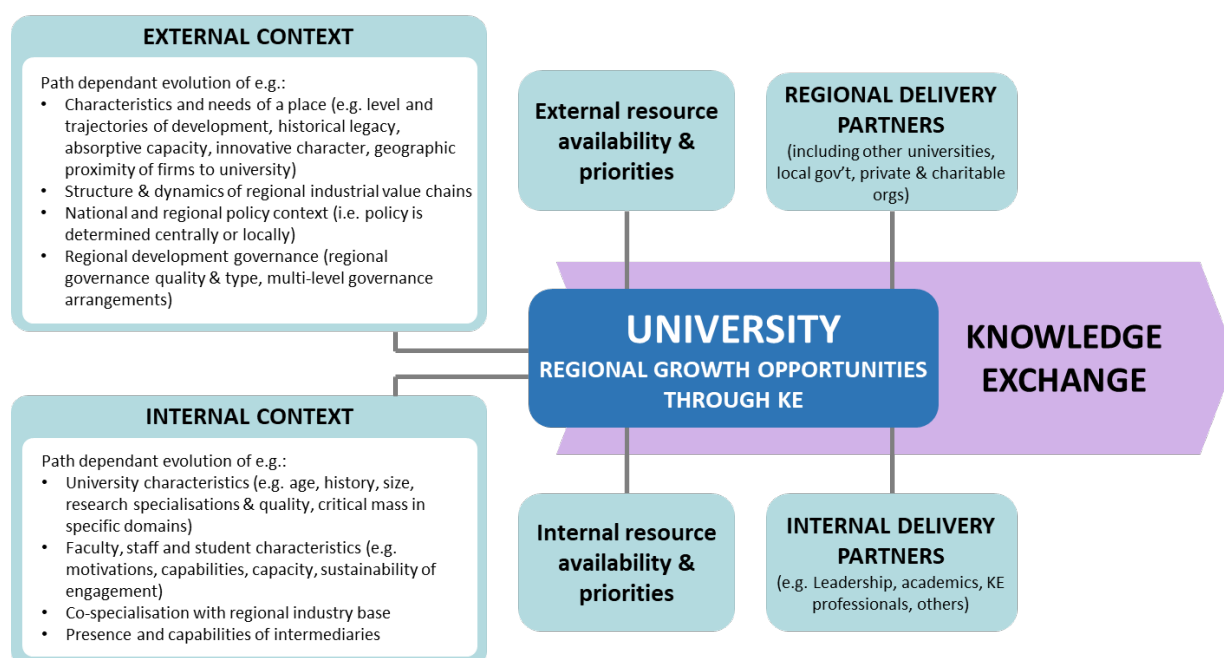 EXTERNAL CONTEXT
Path dependant evolution of e.g.:
• Characteristics and needs of a place (e.g. level and
trajectories of development, historical legacy,
absorptive capacity, innovative character, geographic
proximity of firms to university)
• Structure & dynamics of regional industrial value chains
• National and regional policy context (i.e. policy is
determined centrally or locally)
• Regional development governance (regional
governance quality & type, multi-level governance
arrangements)
External resource
availability &
priorities
REGIONAL DELIVERY
PARTNERS
(including other universities,
local gov't, private & charitable
orgs)
UNIVERSITY
REGIONAL GROWTH OPPORTUNITIES
THROUGH KE
KNOWLEDGE
EXCHANGE
INTERNAL CONTEXT
Path dependant evolution of e.g.:
• University characteristics (e.g. age, history, size,
research specialisations & quality, critical mass in
specific domains)
• Faculty, staff and student characteristics (e.g.
motivations, capabilities, capacity, sustainability of
engagement)
• Co-specialisation with regional industry base
• Presence and capabilities of intermediaries
Internal resource
availability &
priorities
INTERNAL DELIVERY
PARTNERS
(e.g. Leadership, academics, KE
professionals, others)